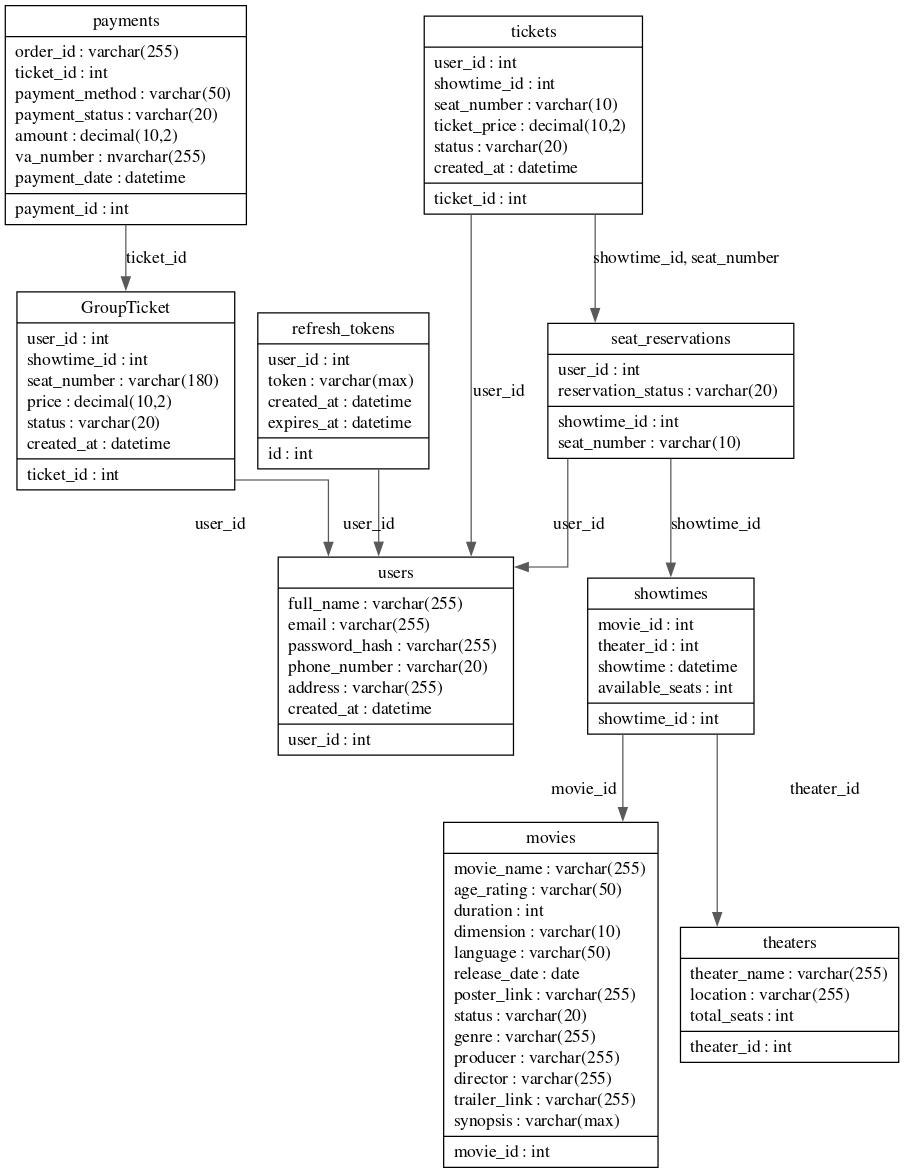 payments
order_id : varchar(255)
ticket_id : int
payment_method : varchar(50)
payment_status : varchar(20)
amount : decimal(10,2)
va_number : nvarchar(255)
payment_date : datetime
payment_id : int
tickets
user_id : int
showtime_id : int
seat_number : varchar(10)
ticket_price : decimal(10,2)
status : varchar(20)
created_at : datetime
ticket_id : int
ticket_id
showtime_id, seat_number
GroupTicket
user_id : int
showtime_id : int
seat_number : varchar(180)
price : decimal(10,2)
status : varchar(20)
created_at : datetime
ticket_id : int
refresh_tokens
user_id : int
token : varchar(max)
created_at : datetime
expires_at : datetime
id : int
user_id
seat_reservations
user_id : int
reservation_status : varchar(20)
showtime_id : int
seat_number : varchar(10)
user_id
user_id
user_id
showtime_id
users
full_name : varchar(255)
email : varchar(255)
password_hash : varchar(255)
phone_number : varchar(20)
address : varchar(255)
created_at : datetime
user_id : int
showtimes
movie_id : int
theater_id : int
showtime : datetime
available_seats : int
showtime_id : int
movie_id
theater_id
movies
movie_name : varchar(255)
age_rating : varchar(50)
duration : int
dimension : varchar(10)
language : varchar(50)
release_date : date
poster_link : varchar(255)
status : varchar(20)
genre : varchar(255)
producer : varchar(255)
director : varchar(255)
trailer_link : varchar(255)
synopsis : varchar(max)
movie_id : int
theaters
theater_name : varchar(255)
location : varchar(255)
total_seats : int
theater_id : int